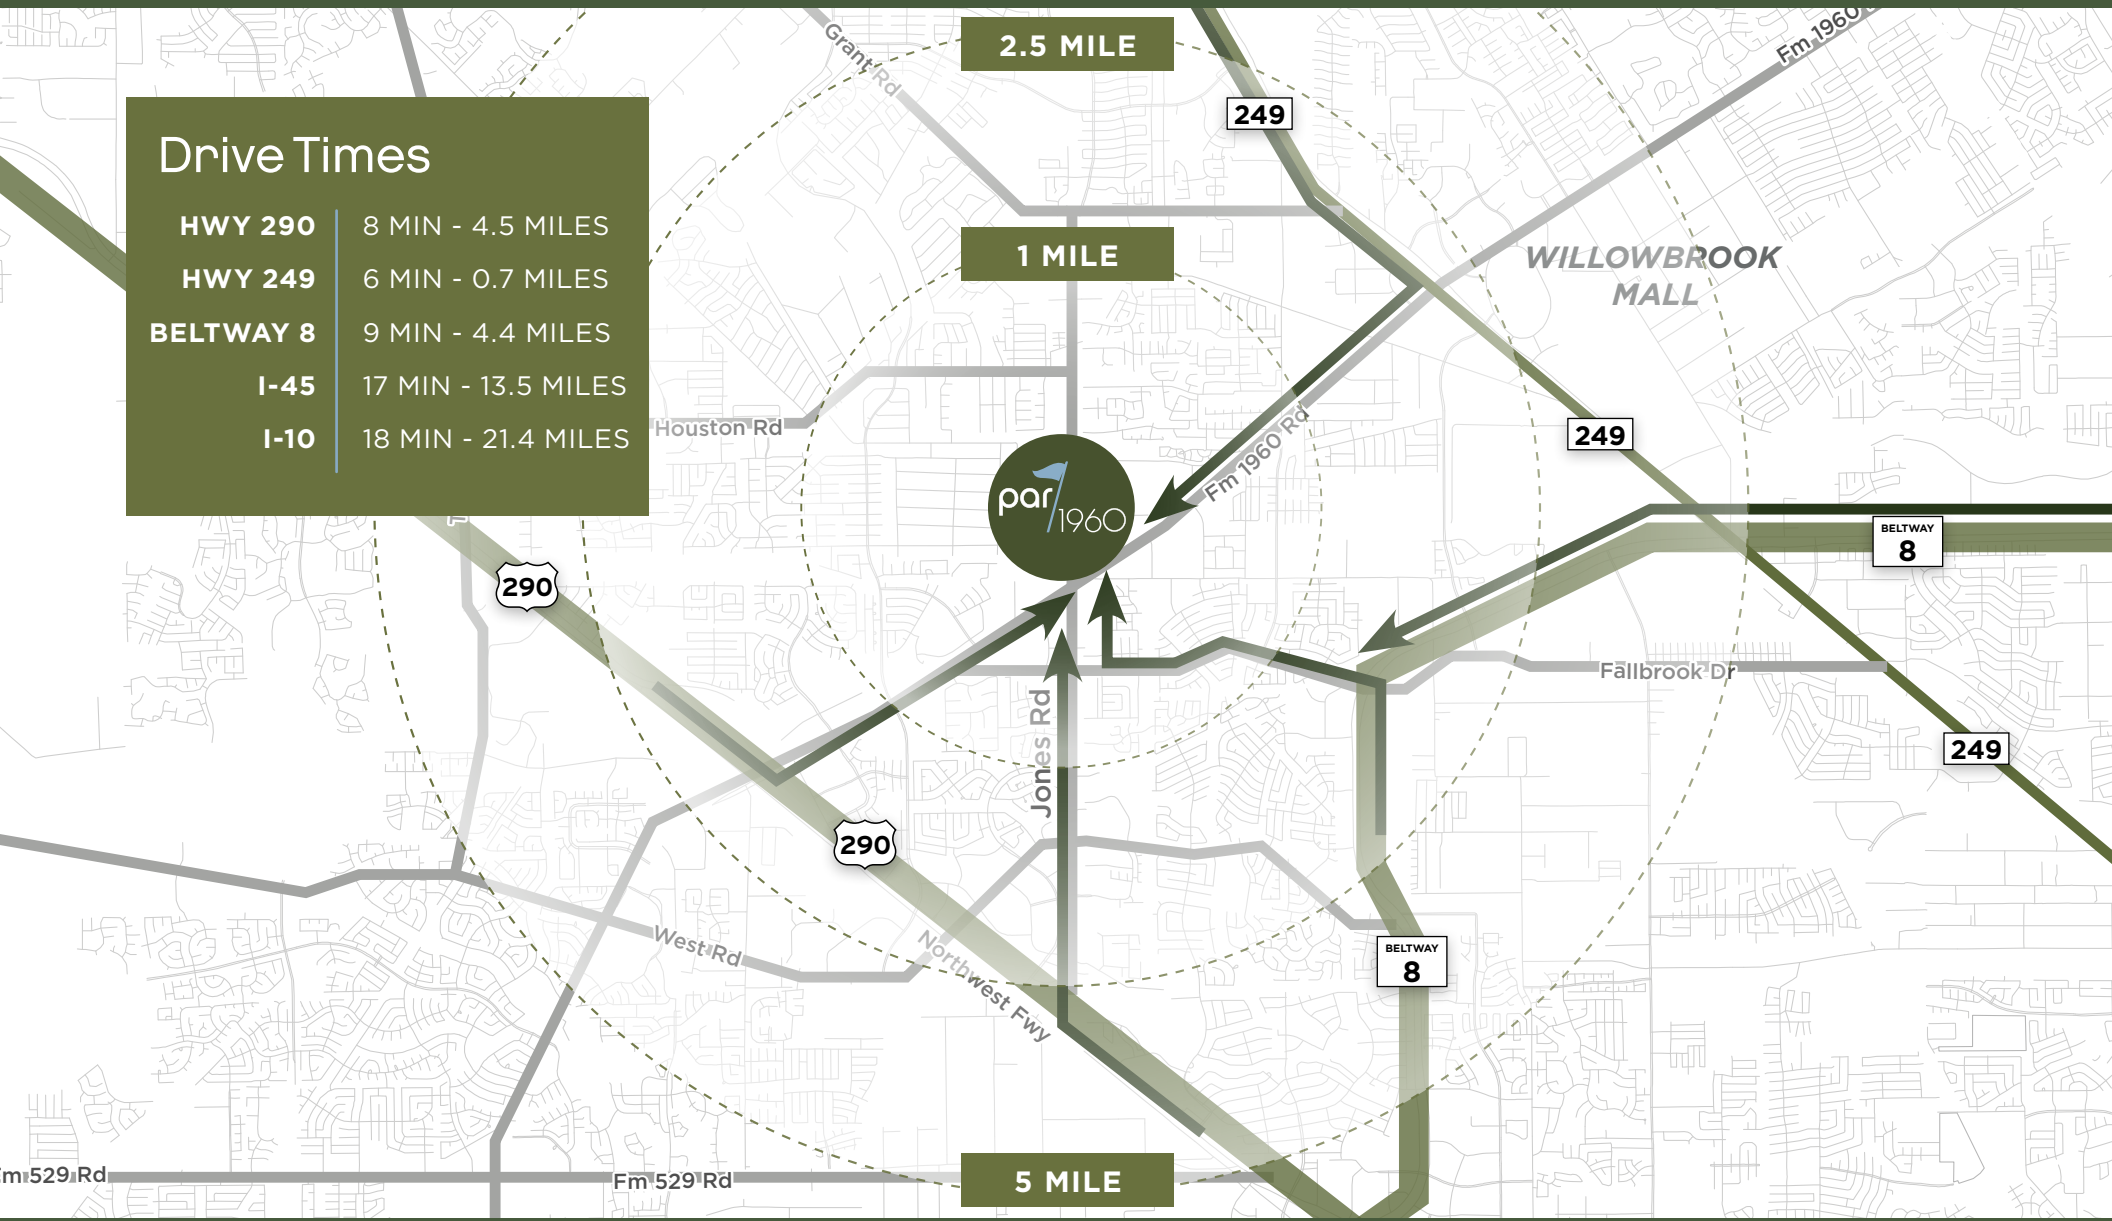 2.5 MILE
Grant Rd
Fm 1960
249
Drive Times
HWY 290 8 MIN - 4.5 MILES
HWY 249 6 MIN - 0.7 MILES
BELTWAY 8 9 MIN - 4.4 MILES
I-45 17 MIN - 13.5 MILES
I-10 18 MIN - 21.4 MILES
1 MILE
WILLOWBROOK
MALL
Houston Rd
Fm 1960 Rd
249
par
1960
BELTWAY
8
290
Fallbrook Dr
Jones Rd
249
290
West Rd
Northwest Fwy
BELTWAY
8
Fm 529 Rd
Fm 529 Rd
5 MILE